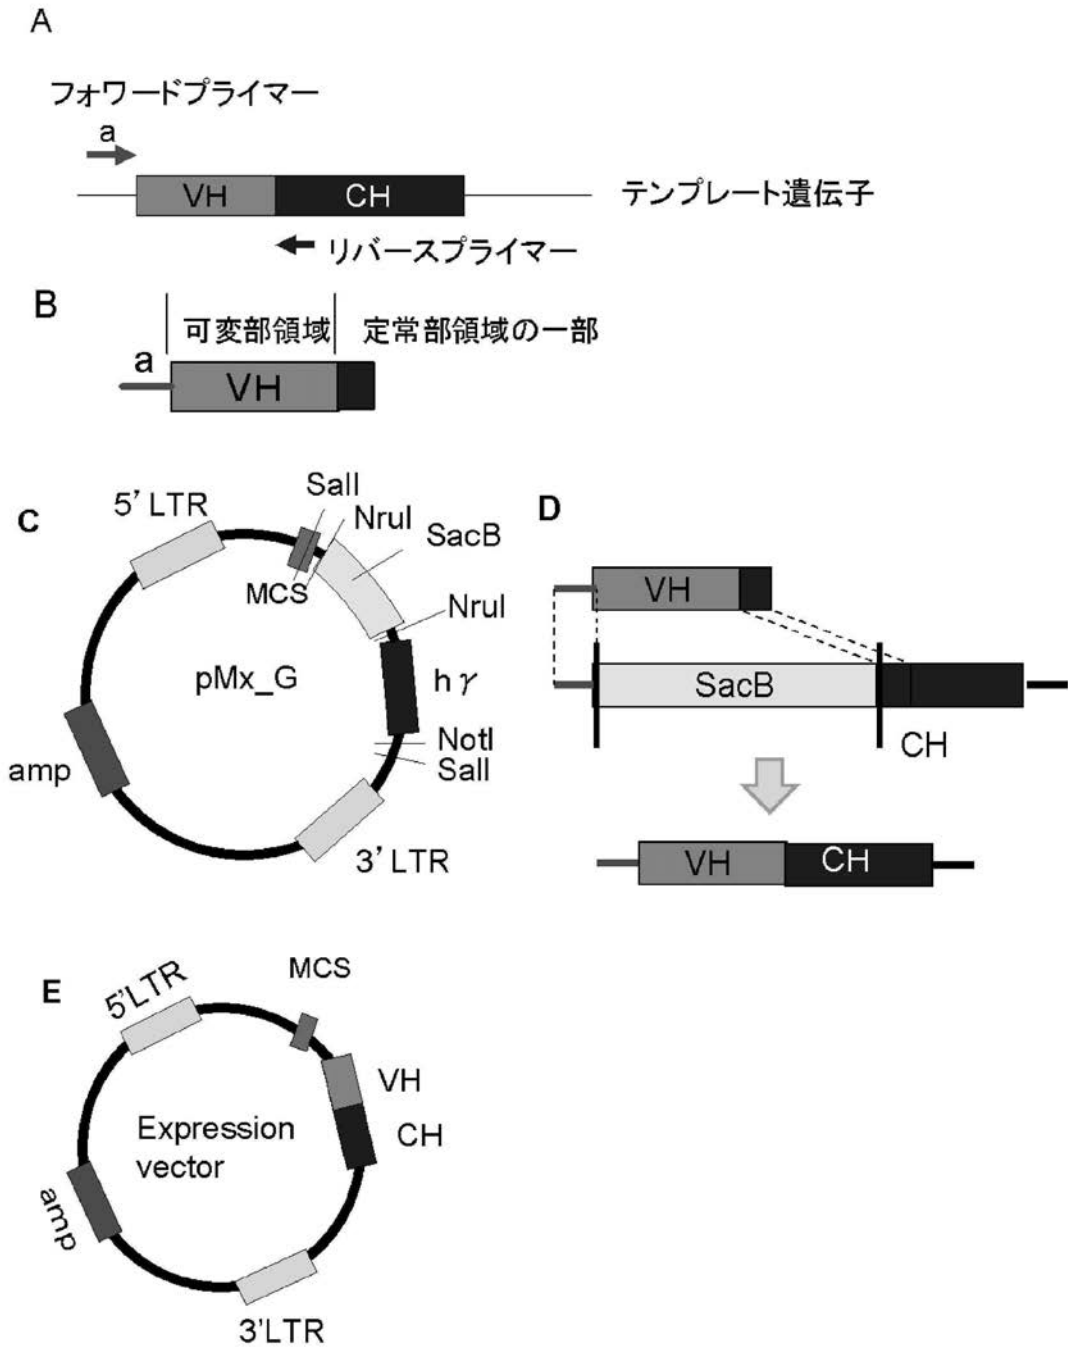 A
フォワードプライマー
a
VH
CH
テンプレート遺伝子
リバースプライマー
B
可変部領域
定常部領域の一部
a
VH
C
5’ LTR
SalI
NruI
SacB
MCS
NruI
pMx_G
hγ
NotI
SalI
amp
3’ LTR
D
VH
SacB
CH
VH
CH
E
5'LTR
MCS
VH
CH
Expression
vector
amp
3'LTR